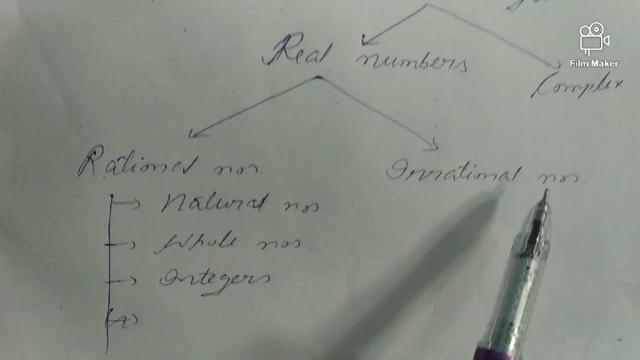 Real numbers
Complex
Rational nos.
Irrational nos.
Natural nos.
Whole nos.
Integers
Film Maker